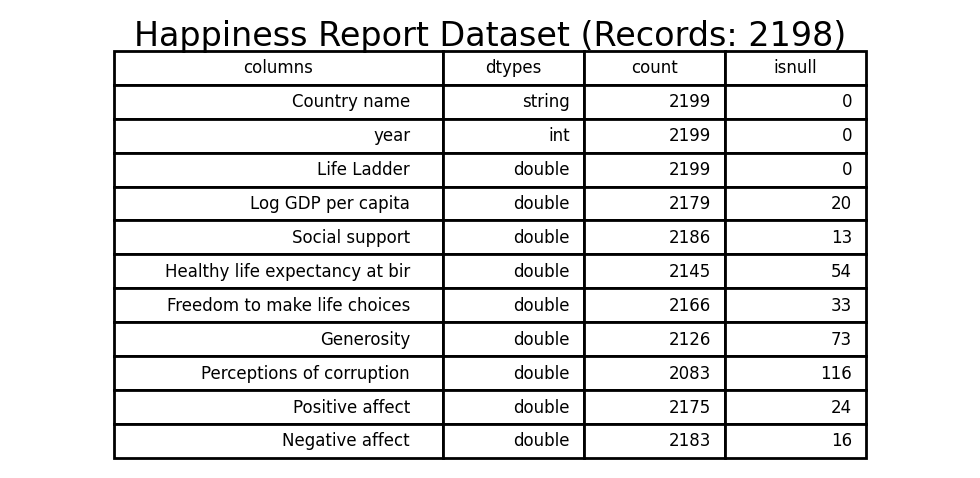 Happiness Report Dataset (Records: 2198)
columns dtypes count isnull
Country name string 2199 0
year int 2199 0
Life Ladder double 2199 0
Log GDP per capita double 2179 20
Social support double 2186 13
Healthy life expectancy at bir double 2145 54
Freedom to make life choices double 2166 33
Generosity double 2126 73
Perceptions of corruption double 2083 116
Positive affect double 2175 24
Negative affect double 2183 16